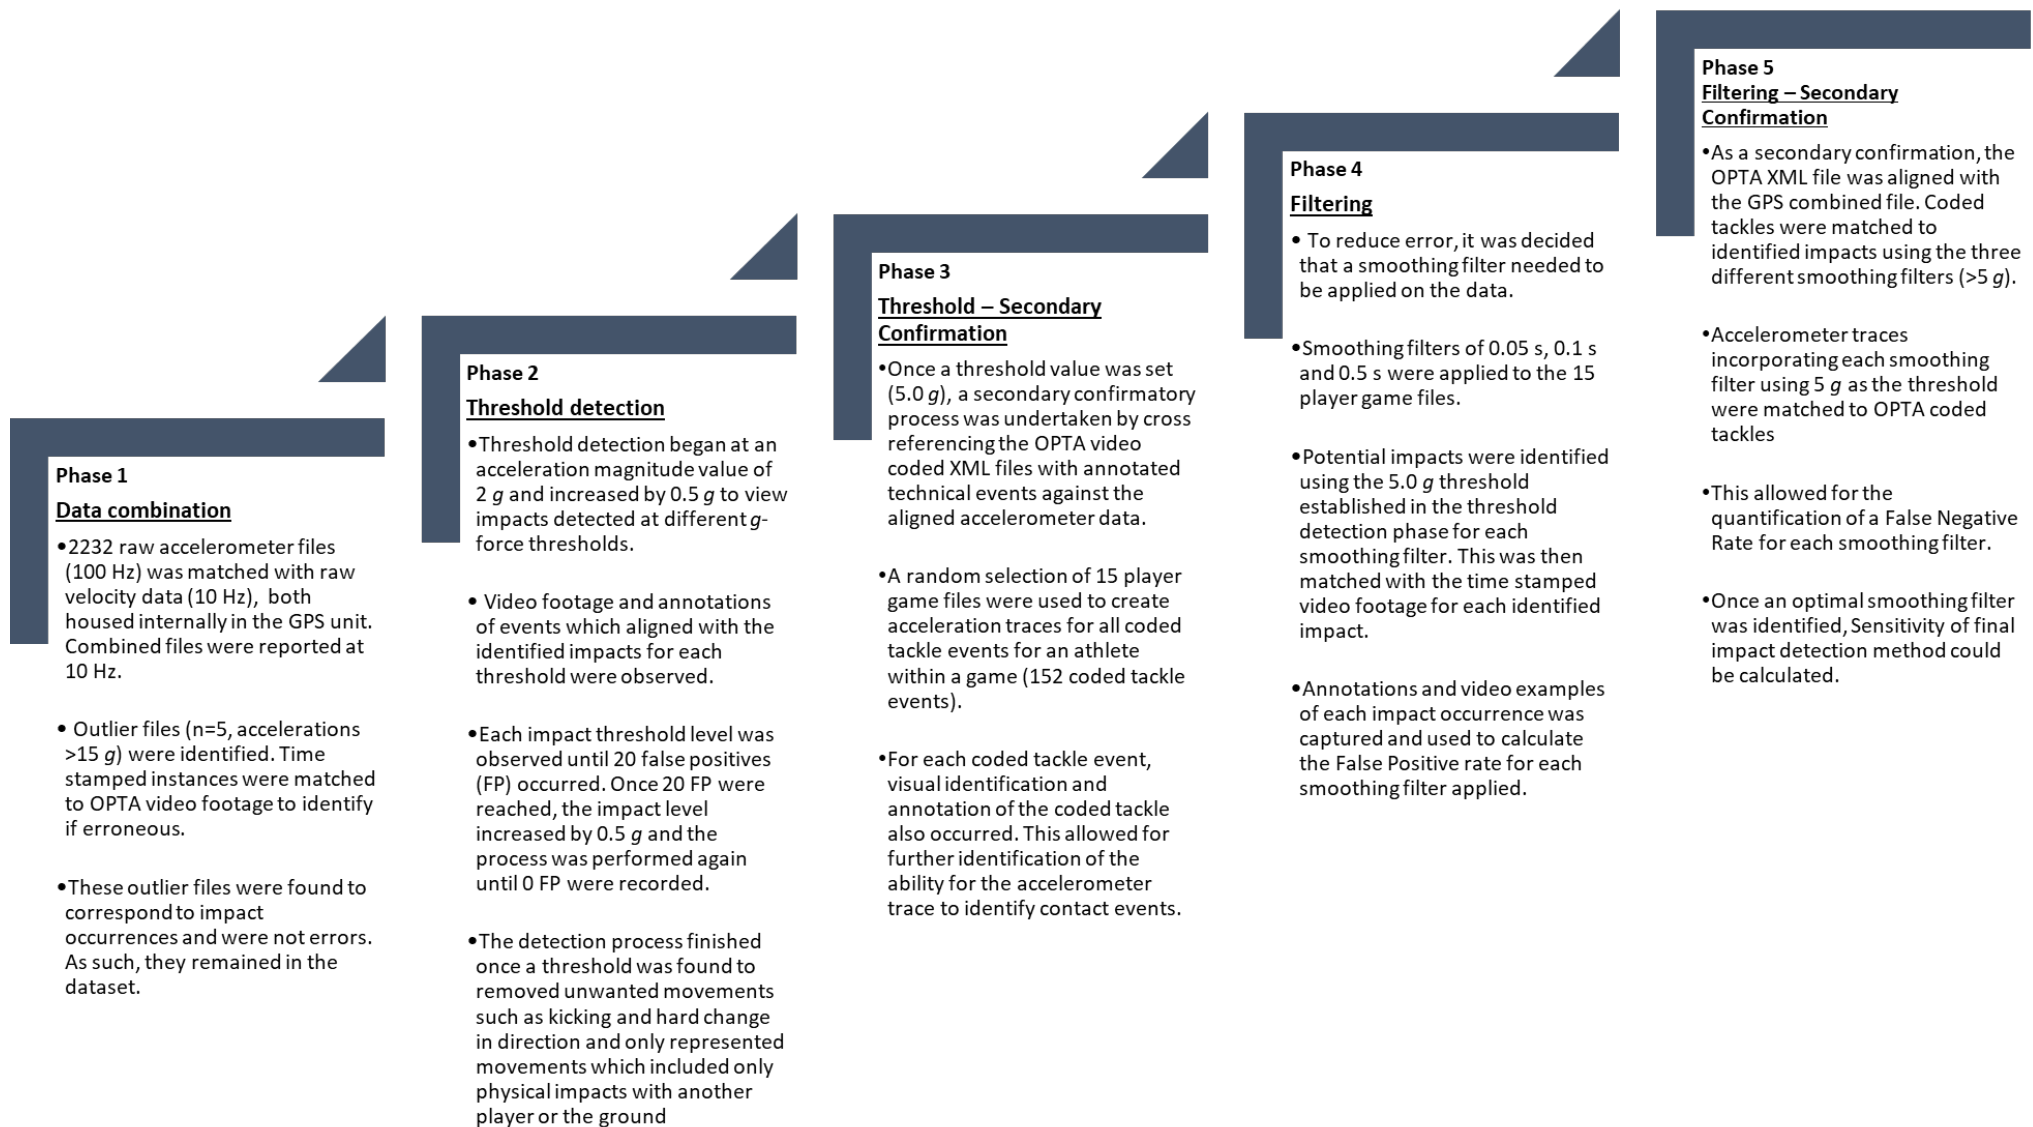 Phase 1
Data combination
•2232 raw accelerometer files
(100 Hz) was matched with raw
velocity data (10 Hz), both
housed internally in the GPS unit.
Combined files were reported at
10 Hz.
• Outlier files (n=5, accelerations
>15 g) were identified. Time
stamped instances were matched
to OPTA video footage to identify
if erroneous.
•These outlier files were found to
correspond to impact
occurrences and were not errors.
As such, they remained in the
dataset.
Phase 2
Threshold detection
•Threshold detection began at an
acceleration magnitude value of
2 g and increased by 0.5 g to view
impacts detected at different g-
force thresholds.
• Video footage and annotations
of events which aligned with the
identified impacts for each
threshold were observed.
•Each impact threshold level was
observed until 20 false positives
(FP) occurred. Once 20 FP were
reached, the impact level
increased by 0.5 g and the
process was performed again
until 0 FP were recorded.
•The detection process finished
once a threshold was found to
removed unwanted movements
such as kicking and hard change
in direction and only represented
movements which included only
physical impacts with another
player or the ground
Phase 3
Threshold – Secondary
Confirmation
•Once a threshold value was set
(5.0 g), a secondary confirmatory
process was undertaken by cross
referencing the OPTA video
coded XML files with annotated
technical events against the
aligned accelerometer data.
•A random selection of 15 player
game files were used to create
acceleration traces for all coded
tackle events for an athlete
within a game (152 coded tackle
events).
•For each coded tackle event,
visual identification and
annotation of the coded tackle
also occurred. This allowed for
further identification of the
ability for the accelerometer
trace to identify contact events.
Phase 4
Filtering
• To reduce error, it was decided
that a smoothing filter needed to
be applied on the data.
•Smoothing filters of 0.05 s, 0.1 s
and 0.5 s were applied to the 15
player game files.
•Potential impacts were identified
using the 5.0 g threshold
established in the threshold
detection phase for each
smoothing filter. This was then
matched with the time stamped
video footage for each identified
impact.
•Annotations and video examples
of each impact occurrence was
captured and used to calculate
the False Positive rate for each
smoothing filter applied.
Phase 5
Filtering – Secondary
Confirmation
•As a secondary confirmation, the
OPTA XML file was aligned with
the GPS combined file. Coded
tackles were matched to
identified impacts using the three
different smoothing filters (>5 g).
•Accelerometer traces
incorporating each smoothing
filter using 5 g as the threshold
were matched to OPTA coded
tackles
•This allowed for the
quantification of a False Negative
Rate for each smoothing filter.
•Once an optimal smoothing filter
was identified, Sensitivity of final
impact detection method could
be calculated.